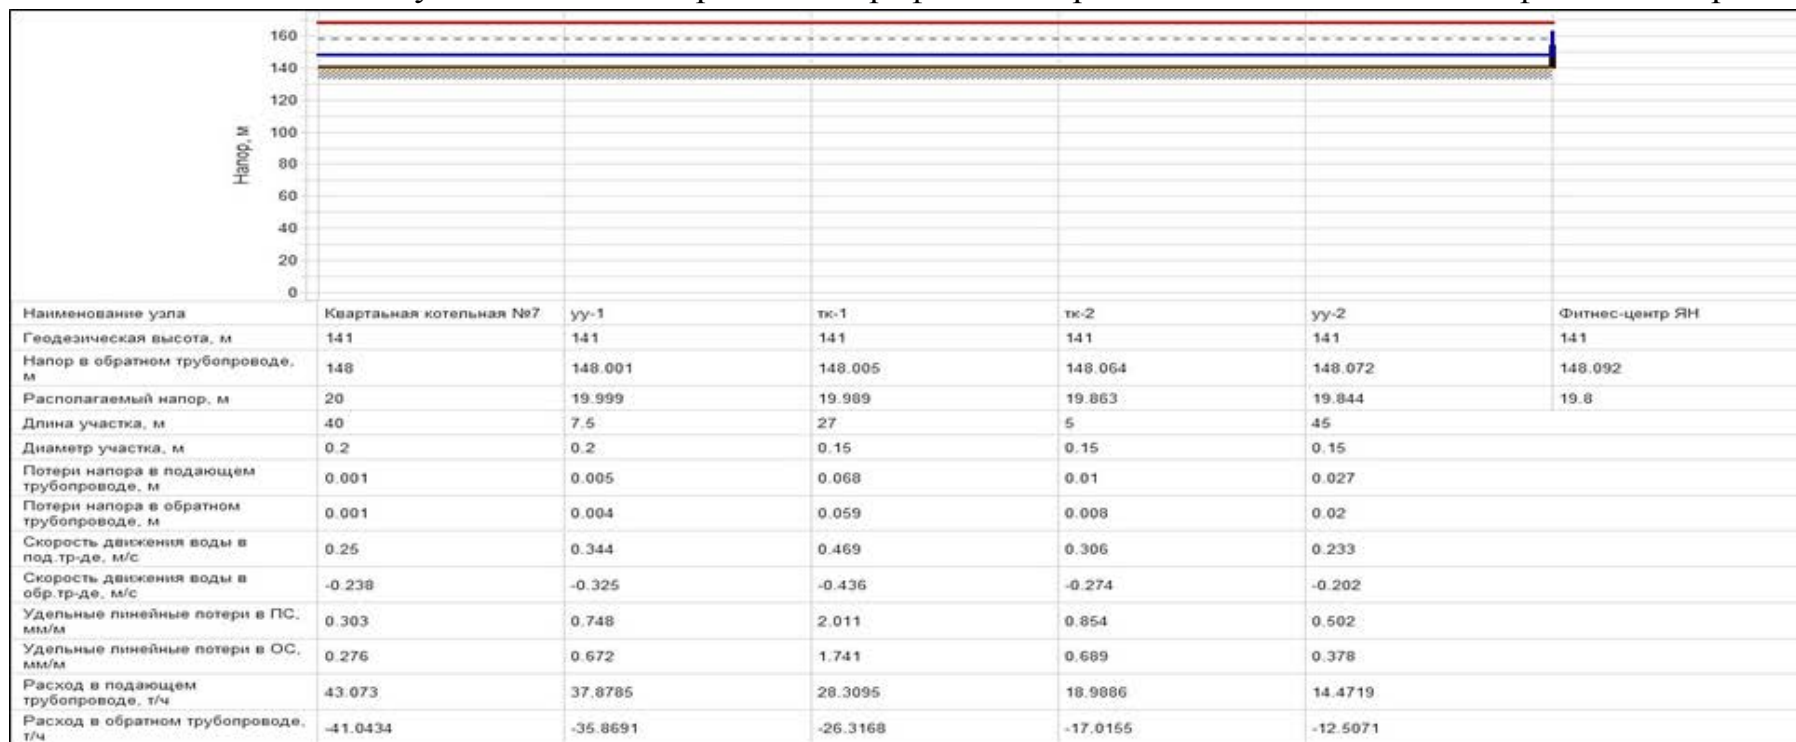 160
140
120
100
80
60
40
20
0
Напор, м
Наименование узла Квартаьная котельная №7 уу-1 тк-1 тк-2 уу-2 Фитнес-центр ЯН
Геодезическая высота, м 141 141 141 141 141 141
Напор в обратном трубопроводе,
м 148 148.001 148.005 148.064 148.072 148.092
Располагаемый напор, м 20 19.999 19.989 19.863 19.844 19.8
Длина участка, м 40 7.5 27 5 45
Диаметр участка, м 0.2 0.2 0.15 0.15 0.15
Потери напора в подающем
трубопроводе, м 0.001 0.005 0.068 0.01 0.027
Потери напора в обратном
трубопроводе, м 0.001 0.004 0.059 0.008 0.02
Скорость движения воды в
под.тр-де, м/с 0.25 0.344 0.469 0.306 0.233
Скорость движения воды в
обр.тр-де, м/с -0.238 -0.325 -0.436 -0.274 -0.202
Удельные линейные потери в ПС,
мм/м 0.303 0.748 2.011 0.854 0.502
Удельные линейные потери в ОС,
мм/м 0.276 0.672 1.741 0.689 0.378
Расход в подающем
трубопроводе, т/ч 43.073 37.8785 28.3095 18.9886 14.4719
Расход в обратном трубопроводе,
т/ч -41.0434 -35.8691 -26.3168 -17.0155 -12.5071